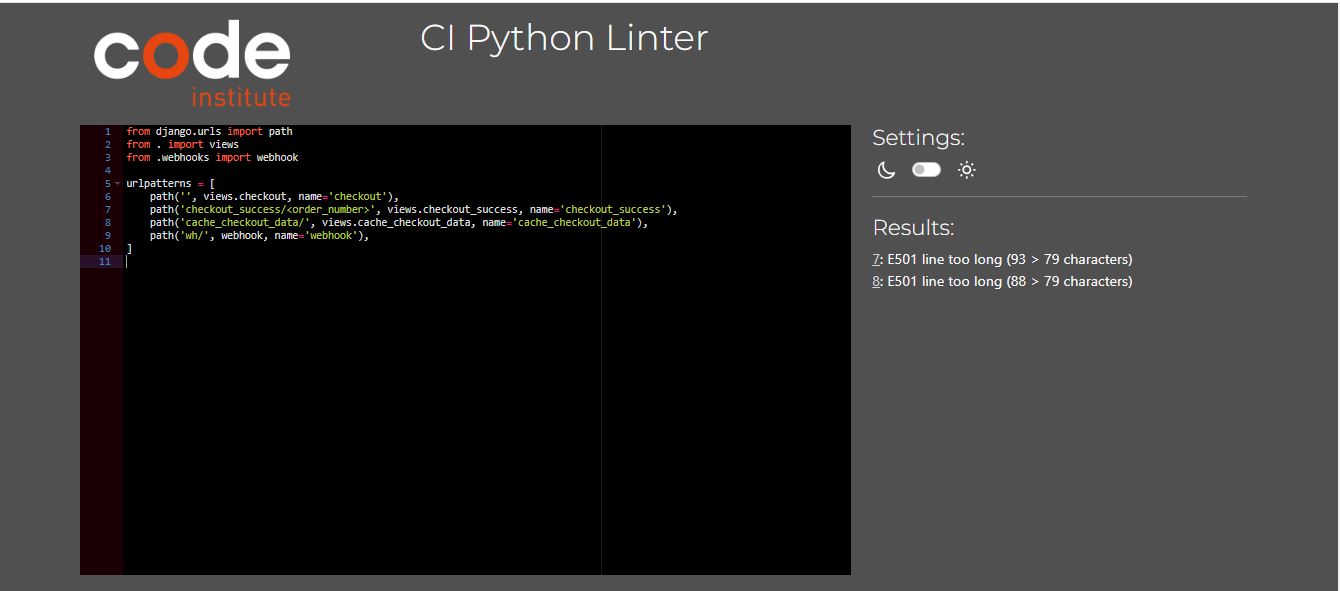 code
institute
CI Python Linter
1 from django.urls import path
2 from . import views
3 from .webhooks import webhook
4
5 urlpatterns = [
6 path('', views.checkout, name='checkout'),
7 path('checkout_success/<order_number>', views.checkout_success, name='checkout_success'),
8 path('cache_checkout_data/', views.cache_checkout_data, name='cache_checkout_data'),
9 path('wh/', webhook, name='webhook'),
10 ]
11
Settings:
Results:
7: E501 line too long (93 > 79 characters)
8: E501 line too long (88 > 79 characters)